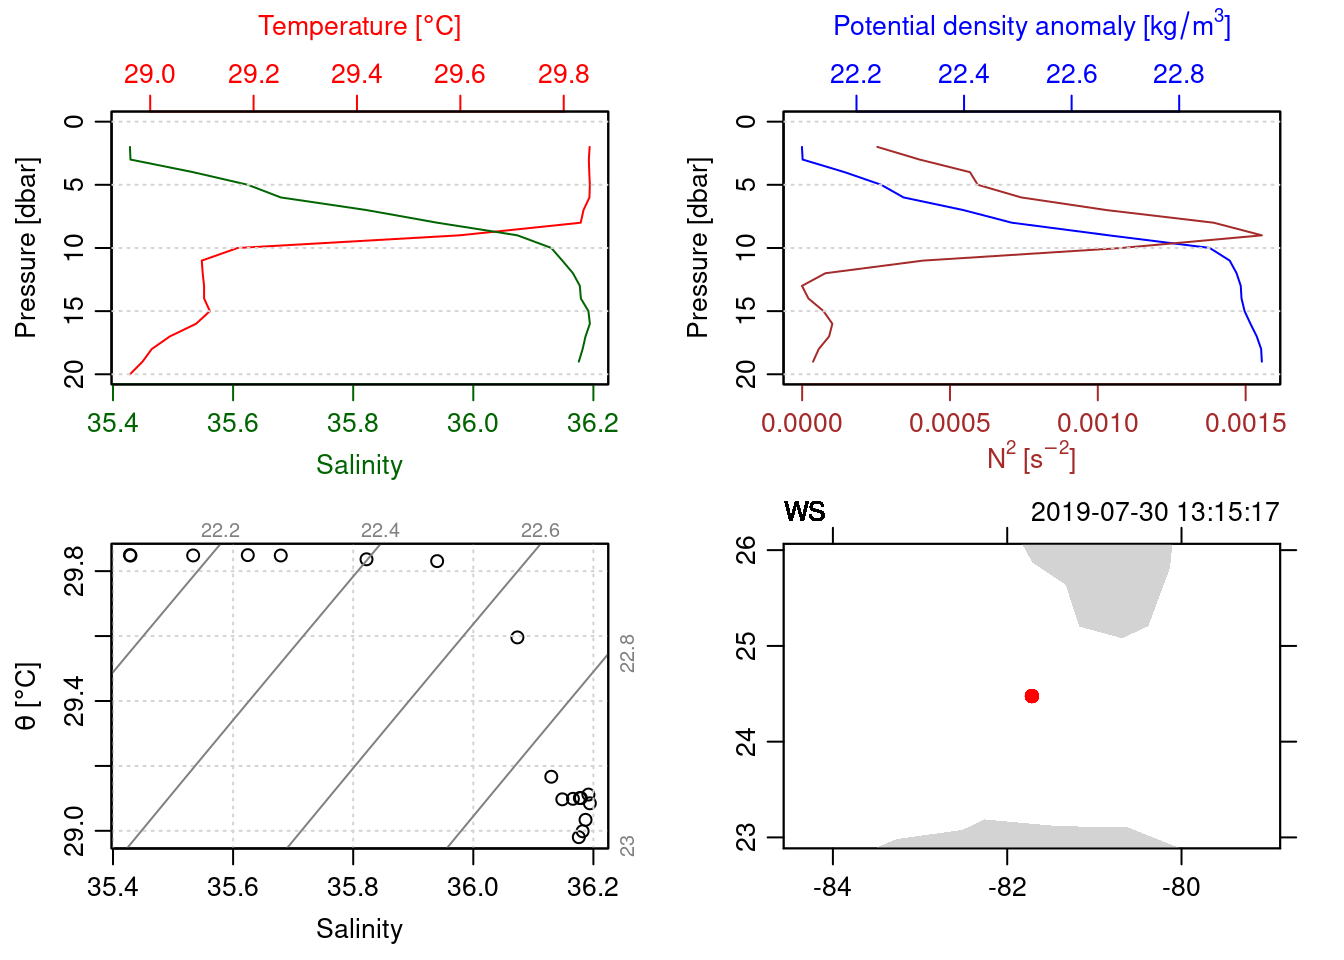 Temperature [°C]
29.0 29.2 29.4 29.6 29.8
Pressure [dbar]
0
5
10
15
20
35.4 35.6 35.8 36.0 36.2
Salinity
Potential density anomaly [kg/m³]
22.2 22.4 22.6 22.8
Pressure [dbar]
0
5
10
15
20
0.0000 0.0005 0.0010 0.0015
N² [s⁻²]
22.2 22.4 22.6
22.8
23
θ [°C]
29.8
29.4
29.0
35.4 35.6 35.8 36.0 36.2
Salinity
WS 2019-07-30 13:15:17
26
25
24
23
-84 -82 -80